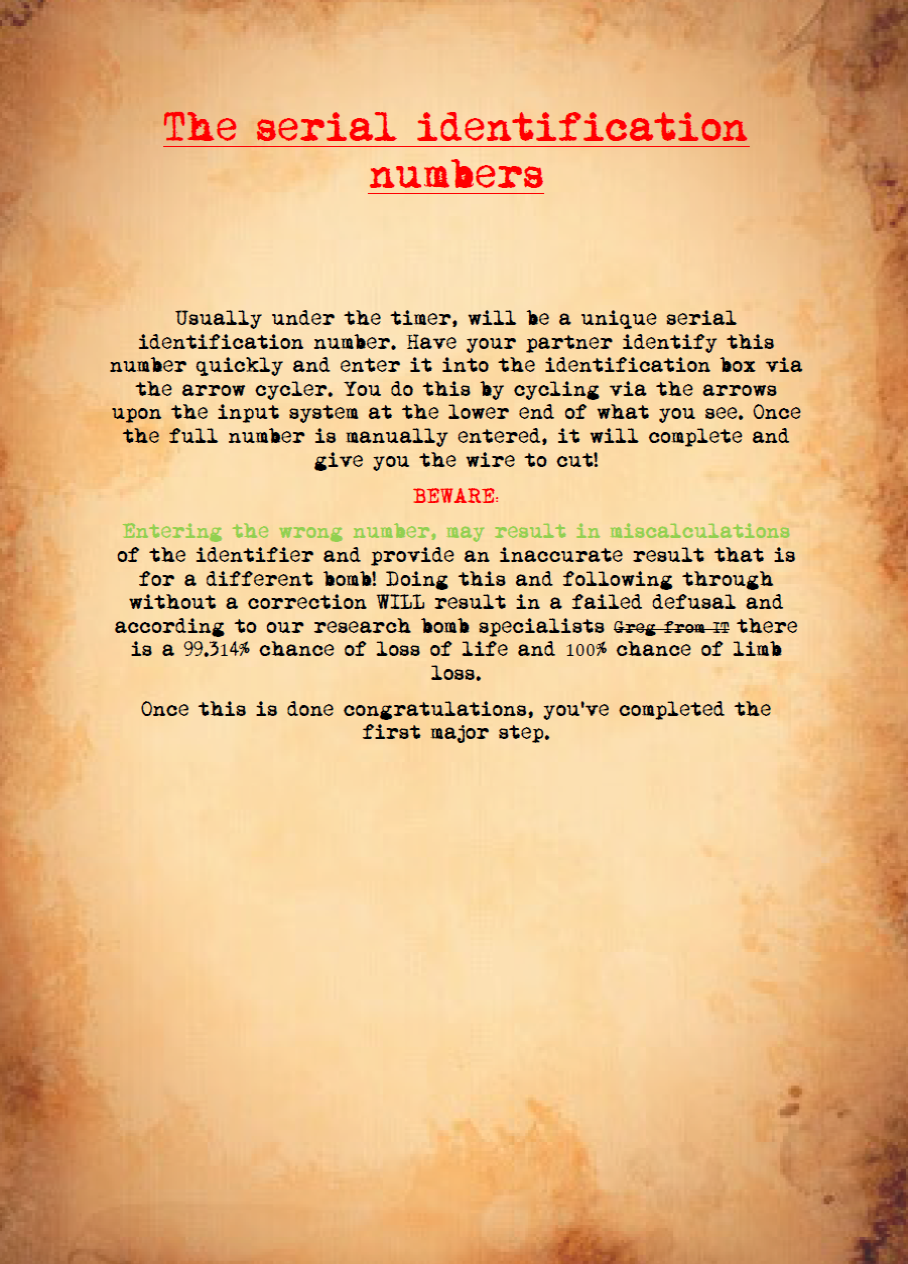 The serial identification
numbers
Usually under the timer, will be a unique serial
identification number. Have your partner identify this
number quickly and enter it into the identification box via
the arrow cycler. You do this by cycling via the arrows
upon the input system at the lower end of what you see. Once
the full number is manually entered, it will complete and
give you the wire to cut!
BEWARE:
Entering the wrong number, may result in miscalculations
of the identifier and provide an inaccurate result that is
for a different bomb! Doing this and following through
without a correction WILL result in a failed defusal and
according to our research bomb specialists Greg from IT there
is a 99.314% chance of loss of life and 100% chance of limb
loss.
Once this is done congratulations, you've completed the
first major step.